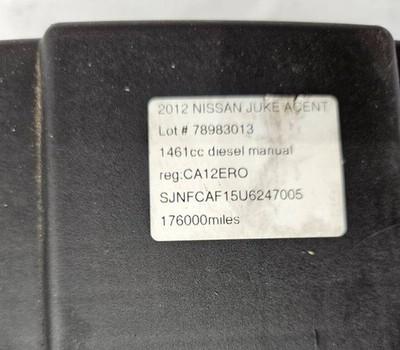 2012 NISSAN JUKE ACENT
Lot # 78983013
1461cc diesel manual
reg:CA12ERO
SJNFCAF15U6247005
176000miles